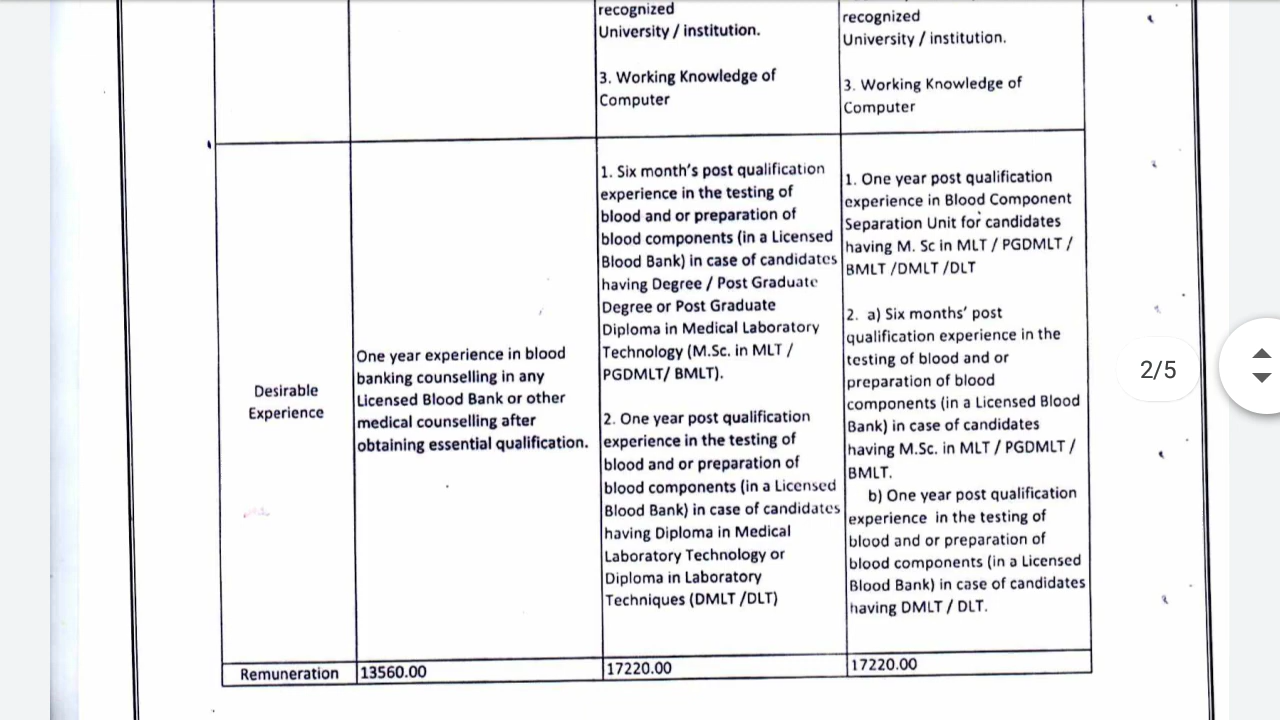 recognized
University / institution.
3. Working Knowledge of
Computer
recognized
University / institution.
3. Working Knowledge of
Computer
Desirable
Experience
One year experience in blood
banking counselling in any
Licensed Blood Bank or other
medical counselling after
obtaining essential qualification.
1. Six month's post qualification
experience in the testing of
blood and or preparation of
blood components (in a Licensed
Blood Bank) in case of candidates
having Degree / Post Graduate
Degree or Post Graduate
Diploma in Medical Laboratory
Technology (M.Sc. in MLT /
PGDMLT/ BMLT).
2. One year post qualification
experience in the testing of
blood and or preparation of
blood components (in a Licensed
Blood Bank) in case of candidates
having Diploma in Medical
Laboratory Technology or
Diploma in Laboratory
Techniques (DMLT /DLT)
1. One year post qualification
experience in Blood Component
Separation Unit for candidates
having M. Sc in MLT / PGDMLT /
BMLT /DMLT /DLT
2. a) Six months' post
qualification experience in the
testing of blood and or
preparation of blood
components (in a Licensed Blood
Bank) in case of candidates
having M.Sc. in MLT / PGDMLT /
BMLT.
b) One year post qualification
experience in the testing of
blood and or preparation of
blood components (in a Licensed
Blood Bank) in case of candidates
having DMLT / DLT.
Remuneration
13560.00
17220.00
17220.00
2/5